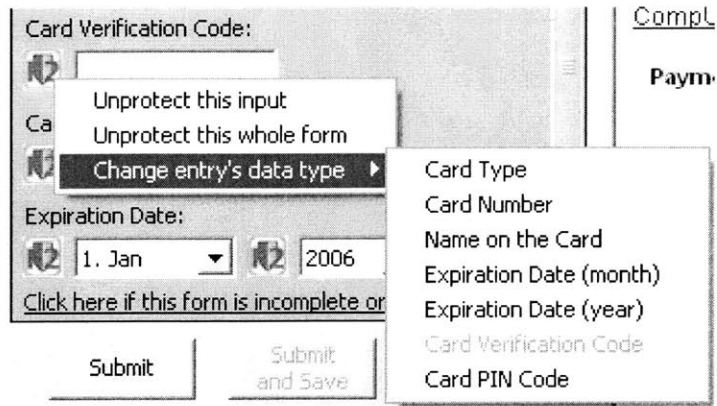 Card Verification Code:
Unprotect this input
Unprotect this whole form
Change entry's data type
Ca
Expiration Date:
1. Jan
2006
Click here if this form is incomplete or
Submit
Submit
and Save
Card Type
Card Number
Name on the Card
Expiration Date (month)
Expiration Date (year)
Card Verification Code
Card PIN Code
CompU
Payme